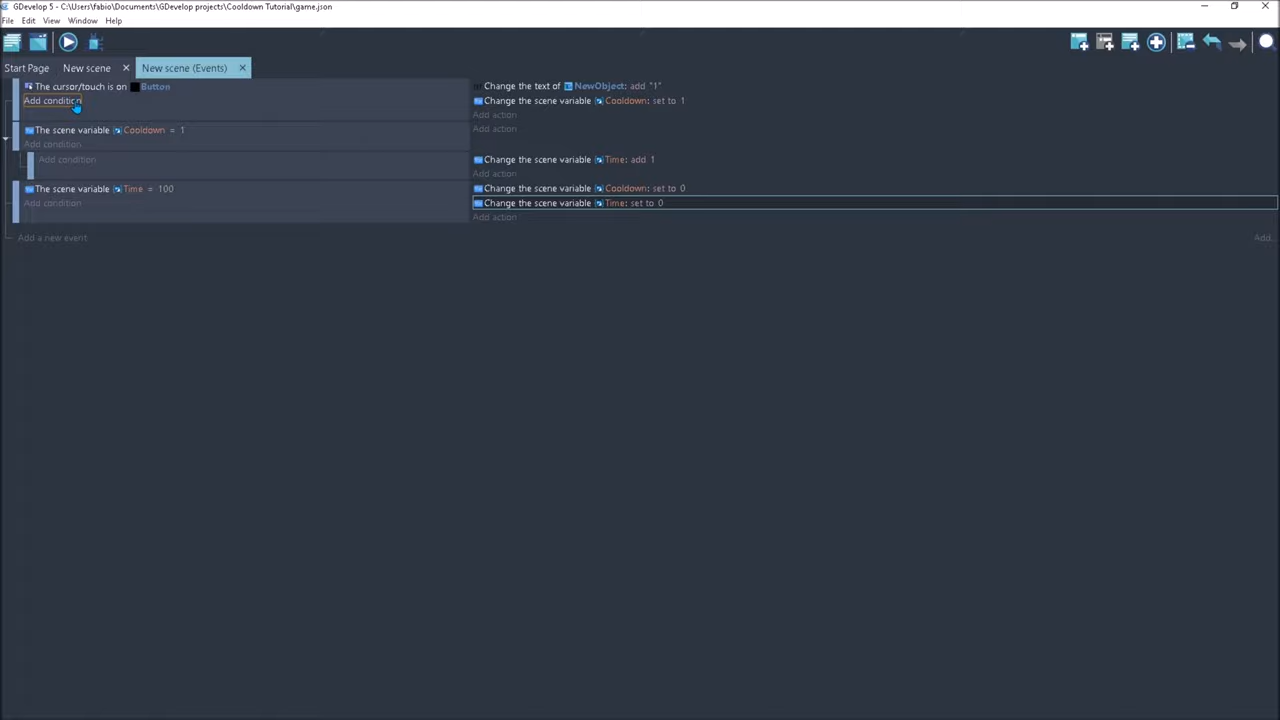 GDevelop 5 - C:\Users\fabio\Documents\GDevelop projects\Cooldown Tutorial\game.json
File Edit View Window Help
Start Page New scene New scene (Events)
The cursor/touch is on Button
Add condition
Change the text of NewObject: add "1"
Change the scene variable Cooldown: set to 1
Add action
The scene variable Cooldown = 1
Add condition
Add action
Add condition
Change the scene variable Time: add 1
Add action
The scene variable Time = 100
Add condition
Change the scene variable Cooldown: set to 0
Change the scene variable Time: set to 0
Add action
Add a new event
Add.